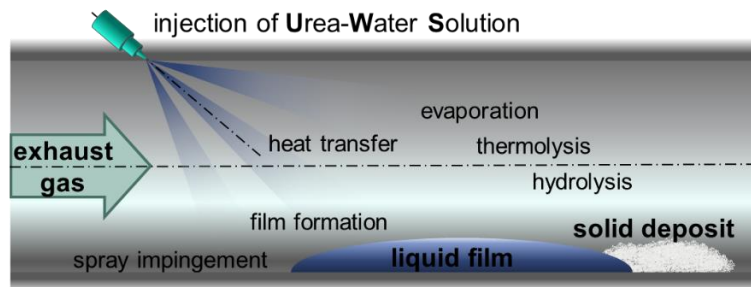 injection of Urea-Water Solution
evaporation
heat transfer
thermolysis
exhaust
gas
hydrolysis
film formation
solid deposit
spray impingement
liquid film